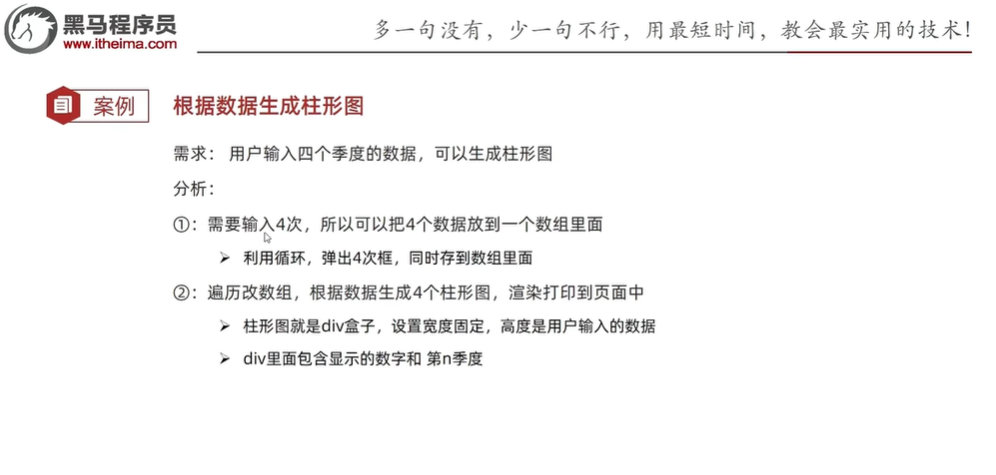 黑马程序员
www.itheima.com
多一句没有，少一句不行，用最短时间，教会最实用的技术！
案例 根据数据生成柱形图
需求： 用户输入四个季度的数据，可以生成柱形图
分析：
①：需要输入4次，所以可以把4个数据放到一个数组里面
➢ 利用循环，弹出4次框，同时存到数组里面
②：遍历改数组，根据数据生成4个柱形图，渲染打印到页面中
➢ 柱形图就是div盒子，设置宽度固定，高度是用户输入的数据
➢ div里面包含显示的数字和 第n季度